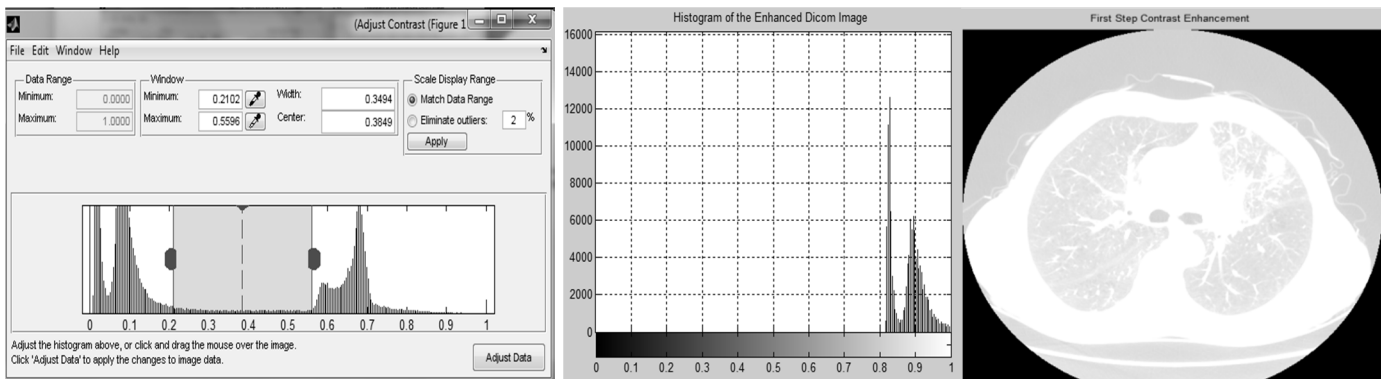 (Adjust Contrast (Figure 1
File Edit Window Help
Data Range
Minimum: 0.0000
Maximum: 1.0000
Window
Minimum: 0.2102 Width: 0.3494
Maximum: 0.5596 Center: 0.3849
Scale Display Range
Match Data Range
Eliminate outliers: 2 %
Apply
0 0.1 0.2 0.3 0.4 0.5 0.6 0.7 0.8 0.9 1
Adjust the histogram above, or click and drag the mouse over the image.
Click 'Adjust Data' to apply the changes to image data.
Adjust Data
Histogram of the Enhanced Dicom Image
16000
14000
12000
10000
8000
6000
4000
2000
0
0 0.1 0.2 0.3 0.4 0.5 0.6 0.7 0.8 0.9 1
First Step Contrast Enhancement